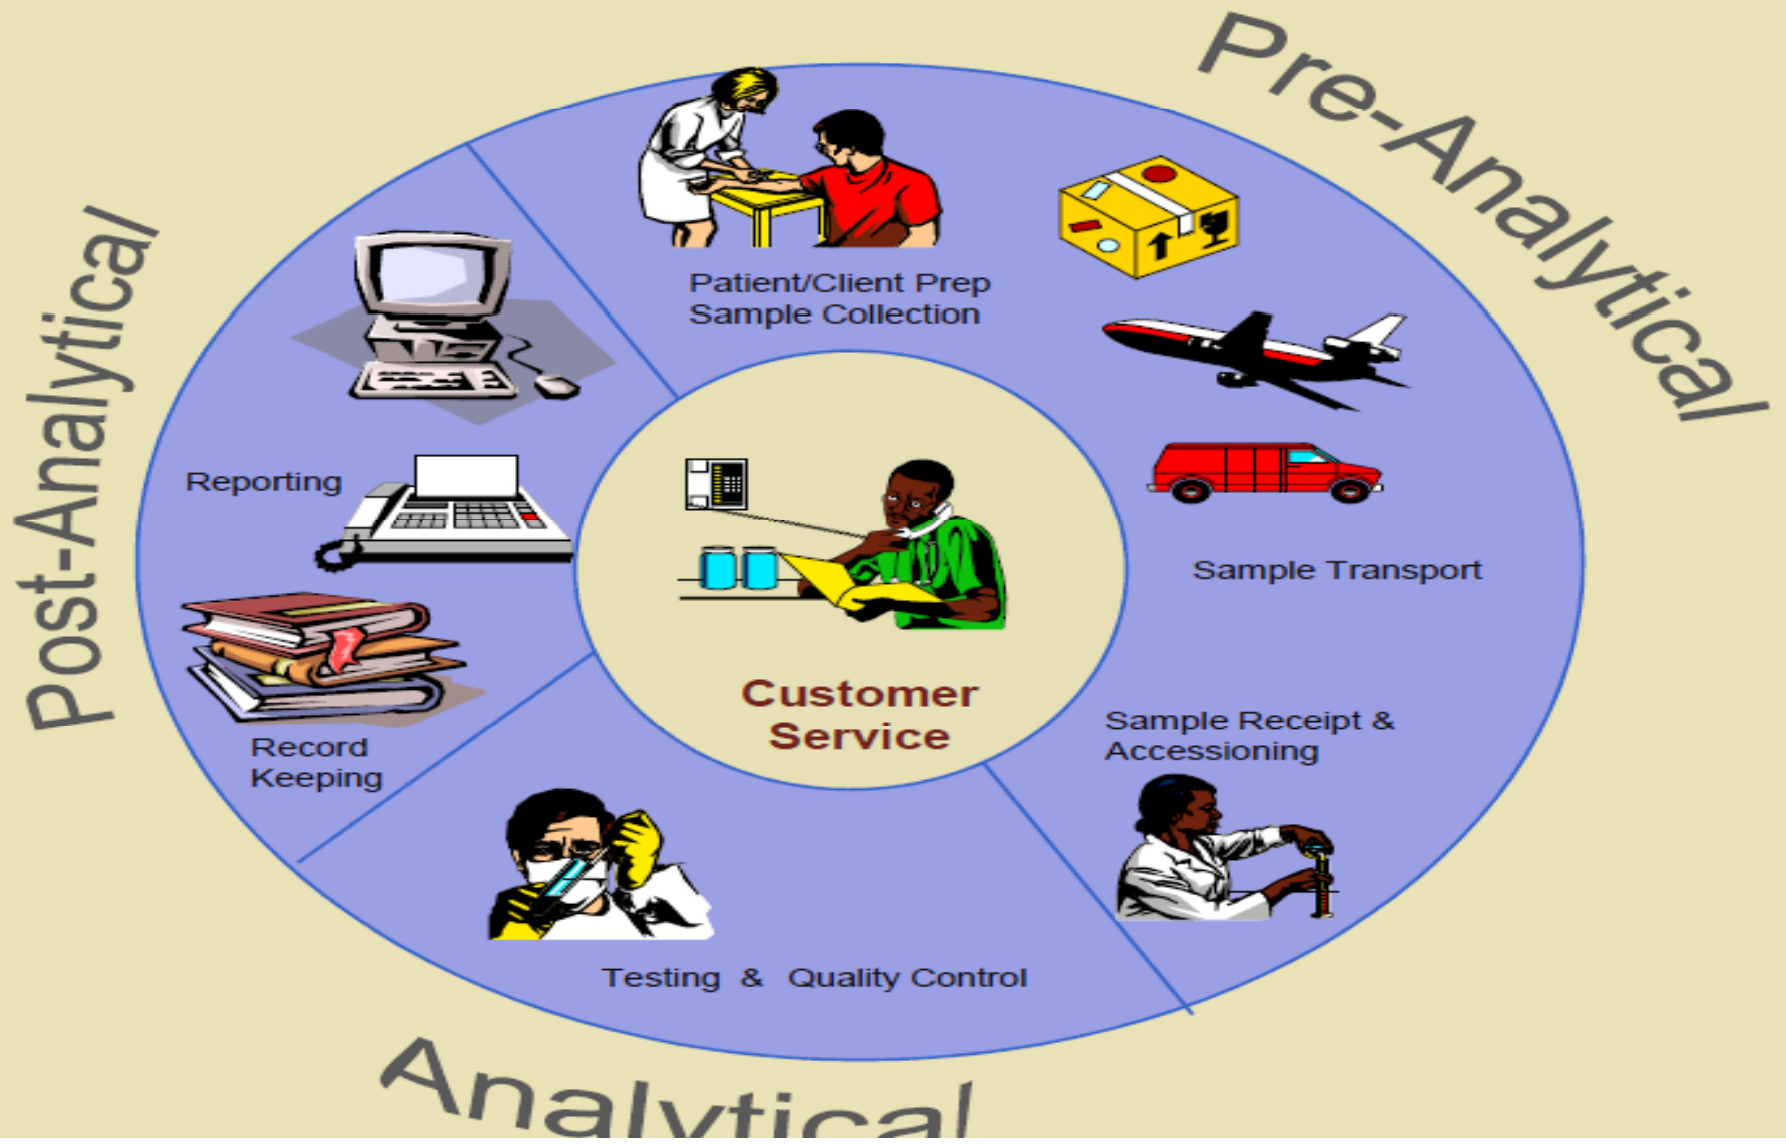 Pre-Analytical
Patient/Client Prep
Sample Collection
Sample Transport
Sample Receipt &
Accessioning
Customer
Service
Testing & Quality Control
Analytical
Record
Keeping
Reporting
Post-Analytical